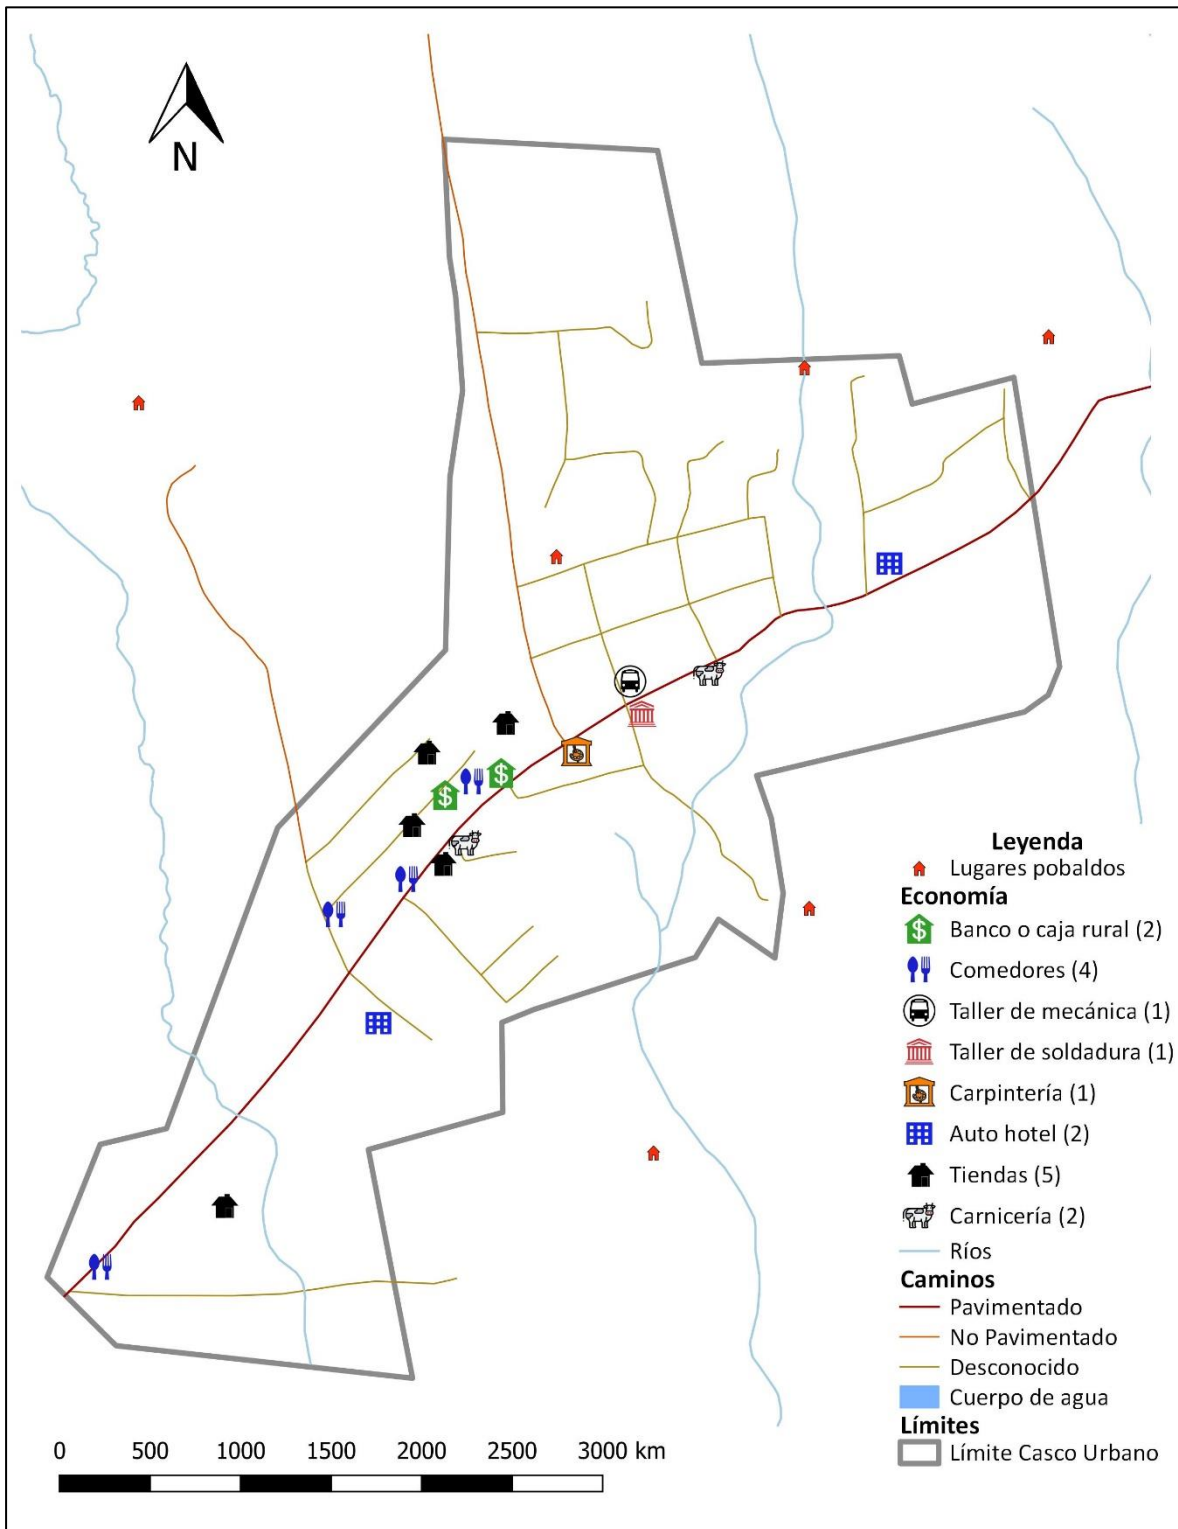 N
Leyenda
Lugares pobaldos
Economía
Banco o caja rural (2)
Comedores (4)
Taller de mecánica (1)
Taller de soldadura (1)
Carpintería (1)
Auto hotel (2)
Tiendas (5)
Carnicería (2)
Ríos
Caminos
Pavimentado
No Pavimentado
Desconocido
Cuerpo de agua
Límites
Límite Casco Urbano
0 500 1000 1500 2000 2500 3000 km